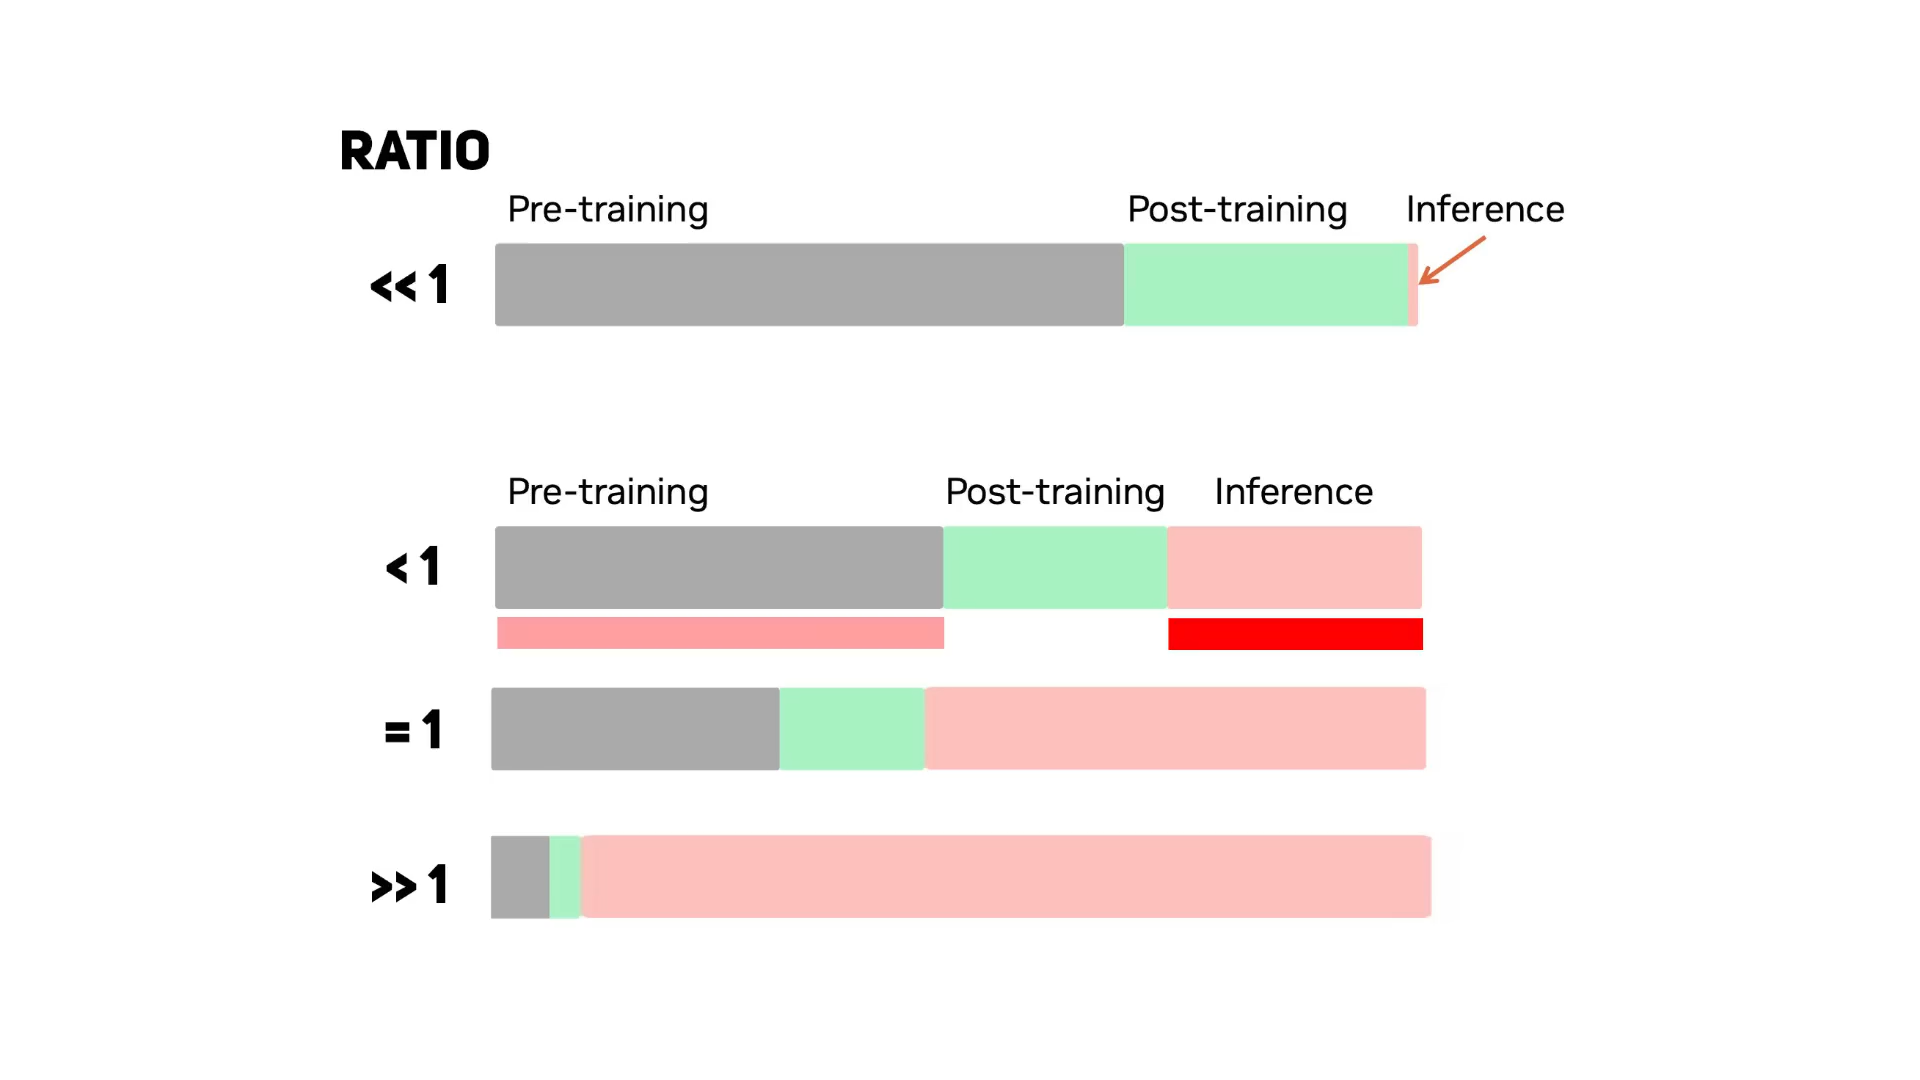 RATIO
Pre-training Post-training Inference
<< 1
Pre-training Post-training Inference
< 1
= 1
>> 1